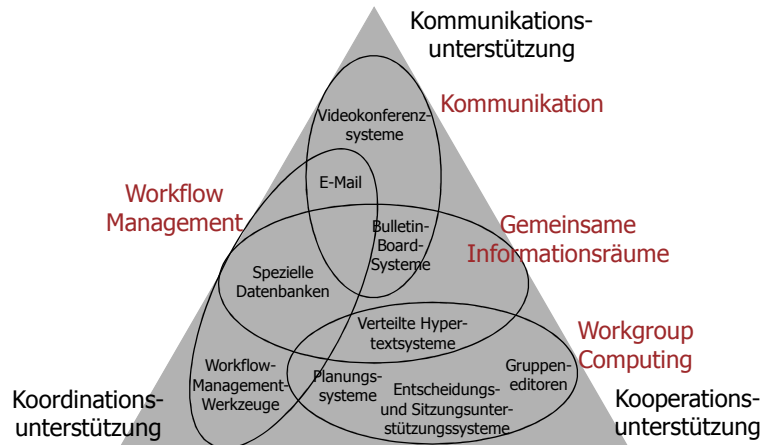 Kommunikations-
unterstützung
Kommunikation
Videokonferenz-
systeme
E-Mail
Workflow
Management
Gemeinsame
Informationsräume
Bulletin-
Board-
Systeme
Spezielle
Datenbanken
Verteilte Hyper-
textsysteme
Workgroup
Computing
Workflow-
Management-
Werkzeuge
Planungs-
systeme
Gruppen-
editoren
Entscheidungs-
und Sitzungsunter-
stützungssysteme
Koordinations-
unterstützung
Kooperations-
unterstützung